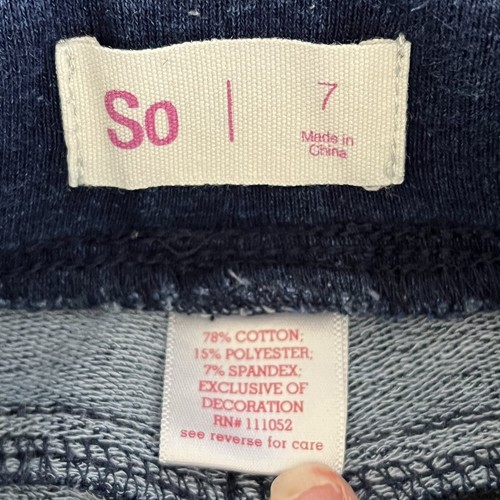 So | 7
Made in
China
78% COTTON;
15% POLYESTER;
7% SPANDEX;
EXCLUSIVE OF
DECORATION
RN# 111052
see reverse for care